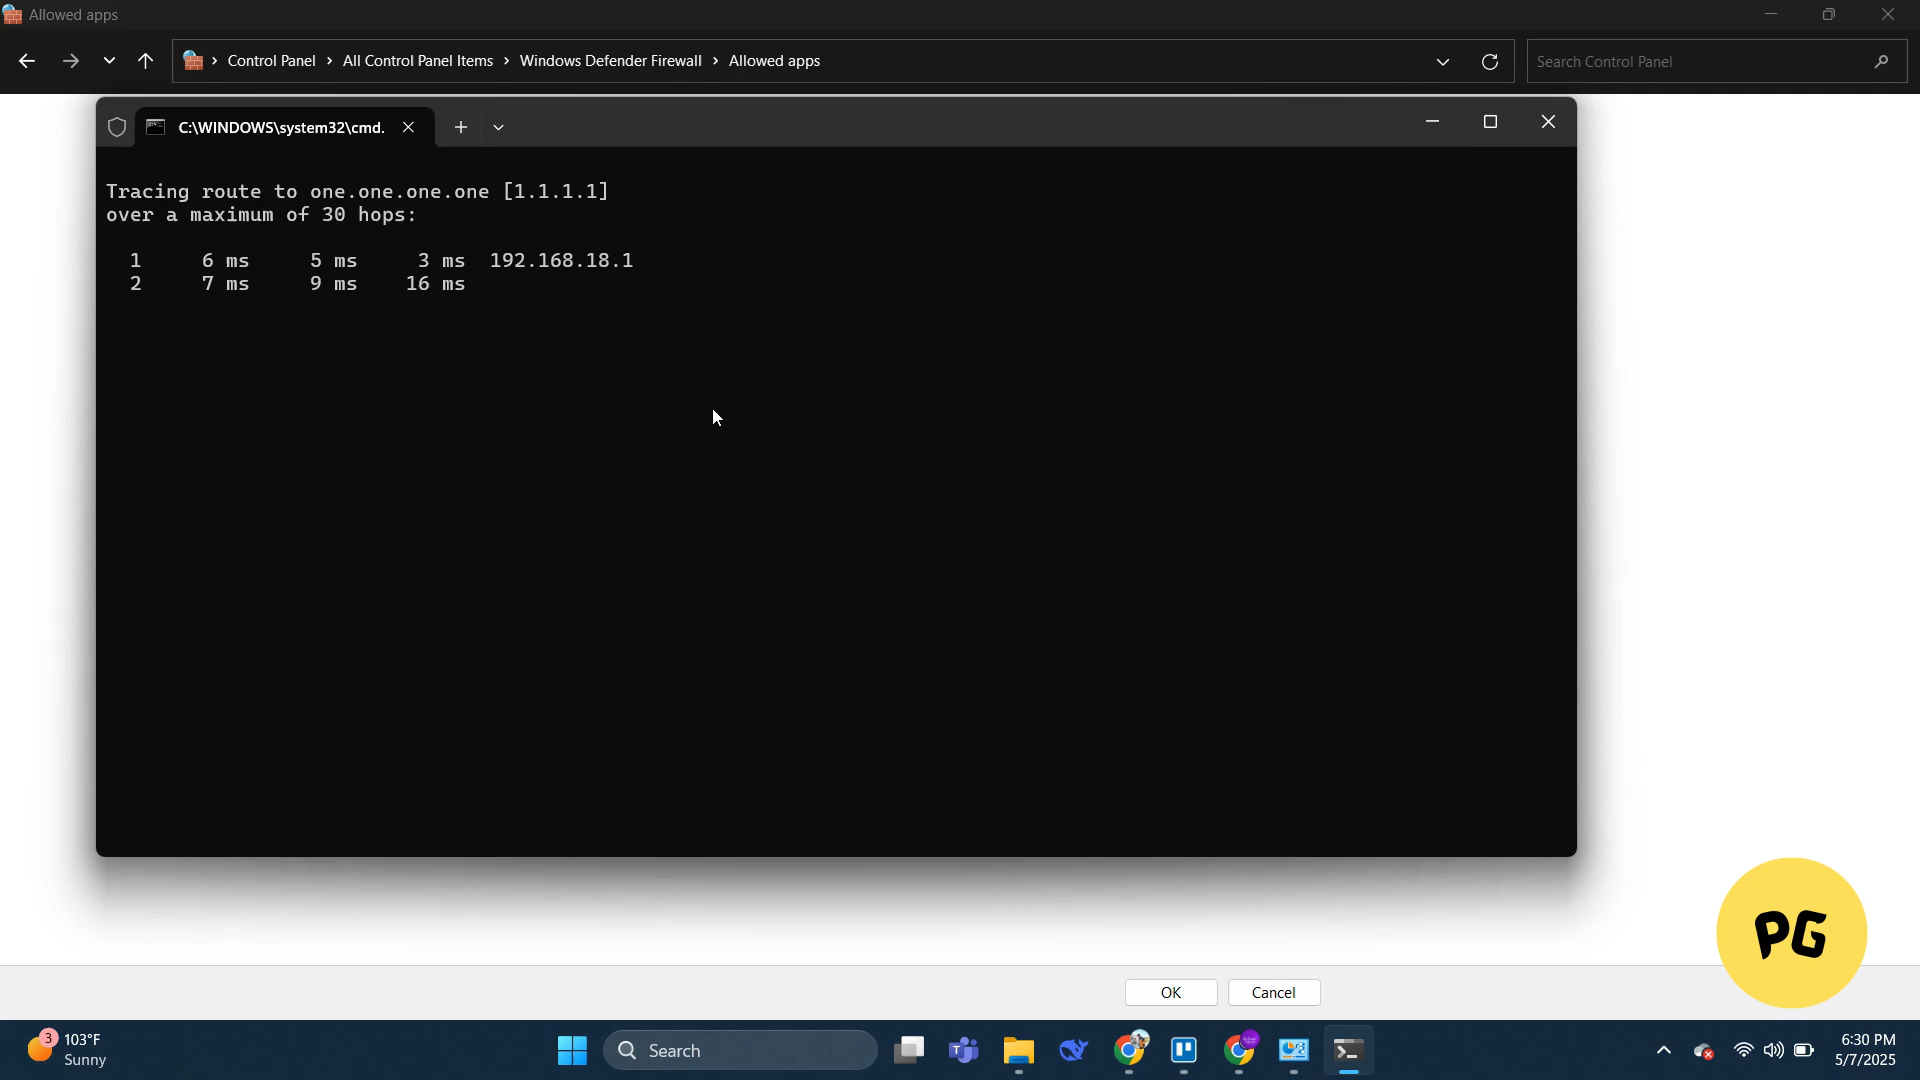 Allowed apps
Control Panel > All Control Panel Items > Windows Defender Firewall > Allowed apps
Search Control Panel
C:\WINDOWS\system32\cmd.
Tracing route to one.one.one.one [1.1.1.1]
over a maximum of 30 hops:
1 6 ms 5 ms 3 ms 192.168.18.1
2 7 ms 9 ms 16 ms
PG
OK Cancel
3
103°F
Sunny
Search
6:30 PM
5/7/2025